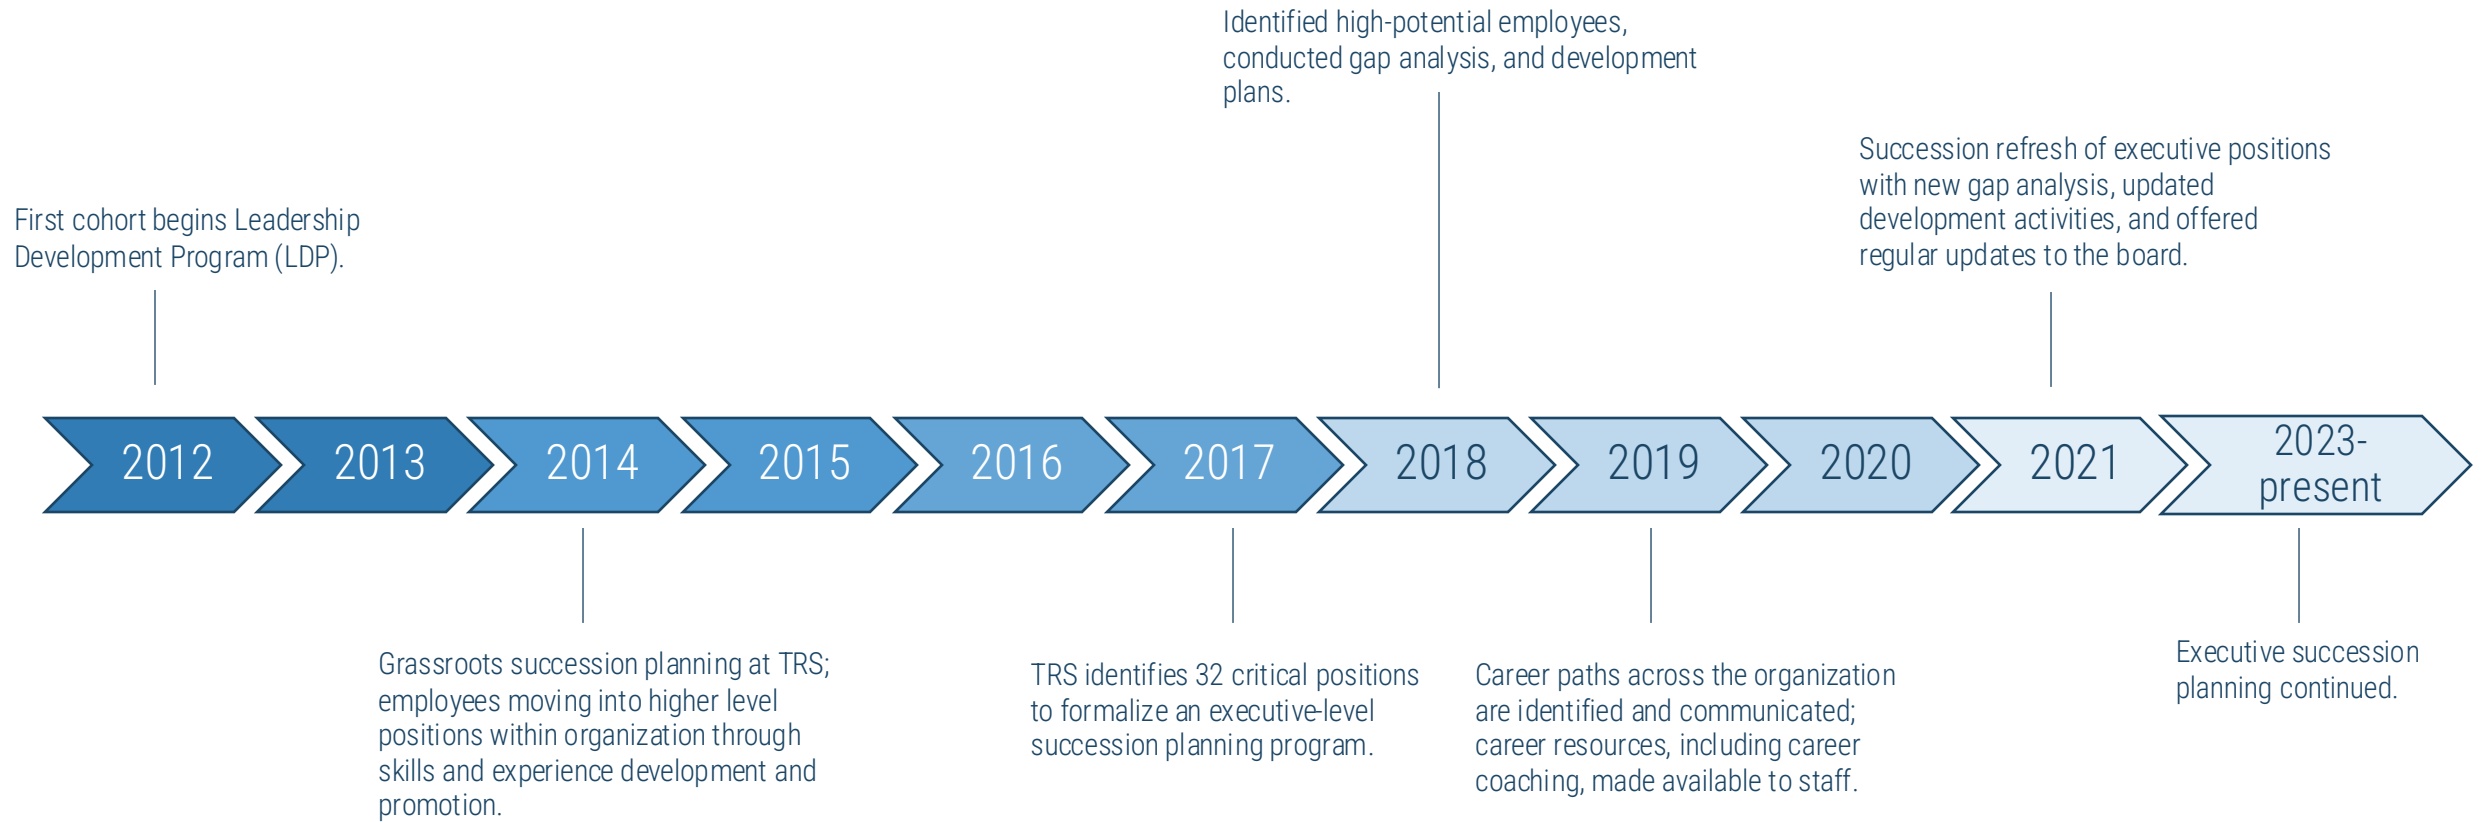 Identified high-potential employees,
conducted gap analysis, and development
plans.
Succession refresh of executive positions
with new gap analysis, updated
development activities, and offered
regular updates to the board.
First cohort begins Leadership
Development Program (LDP).
2012
2013
2014
2015
2016
2017
2018
2019
2020
2021
2023-
present
Grassroots succession planning at TRS;
employees moving into higher level
positions within organization through
skills and experience development and
promotion.
TRS identifies 32 critical positions
to formalize an executive-level
succession planning program.
Career paths across the organization
are identified and communicated;
career resources, including career
coaching, made available to staff.
Executive succession
planning continued.